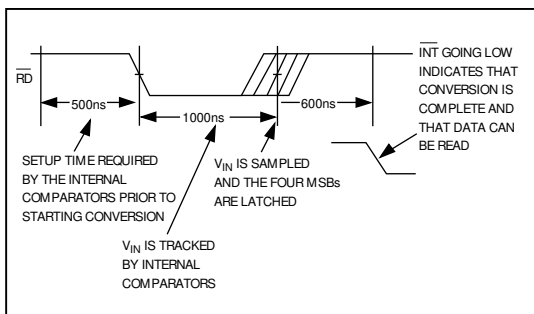 RD
500ns
1000ns
600ns
INT GOING LOW
INDICATES THAT
CONVERSION IS
COMPLETE AND
THAT DATA CAN
BE READ
SETUP TIME REQUIRED
BY THE INTERNAL
COMPARATORS PRIOR TO
STARTING CONVERSION
VIN IS SAMPLED
AND THE FOUR MSBs
ARE LATCHED
VIN IS TRACKED
BY INTERNAL
COMPARATORS